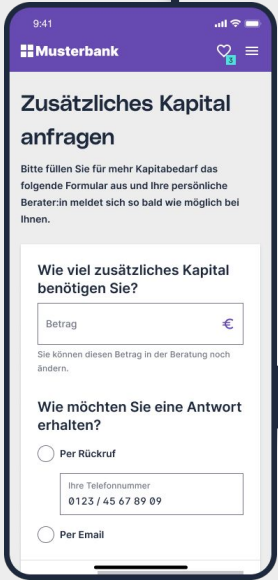 9:41
Musterbank
3
Zusätzliches Kapital
anfragen
Bitte füllen Sie für mehr Kapitabedarf das
folgende Formular aus und Ihre persönliche
Berater:in meldet sich so bald wie möglich bei
Ihnen.
Wie viel zusätzliches Kapital
benötigen Sie?
Betrag €
Sie können diesen Betrag in der Beratung noch
ändern.
Wie möchten Sie eine Antwort
erhalten?
Per Rückruf
Ihre Telefonnummer
0123 / 45 67 89 09
Per Email